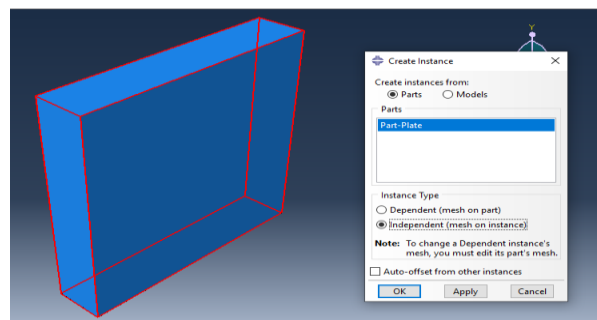 Y
Create Instance
Create instances from:
Parts Models
Parts
Part-Plate
Instance Type
Dependent (mesh on part)
Independent (mesh on instance)
Note: To change a Dependent instance's
mesh, you must edit its part's mesh.
Auto-offset from other instances
OK Apply Cancel